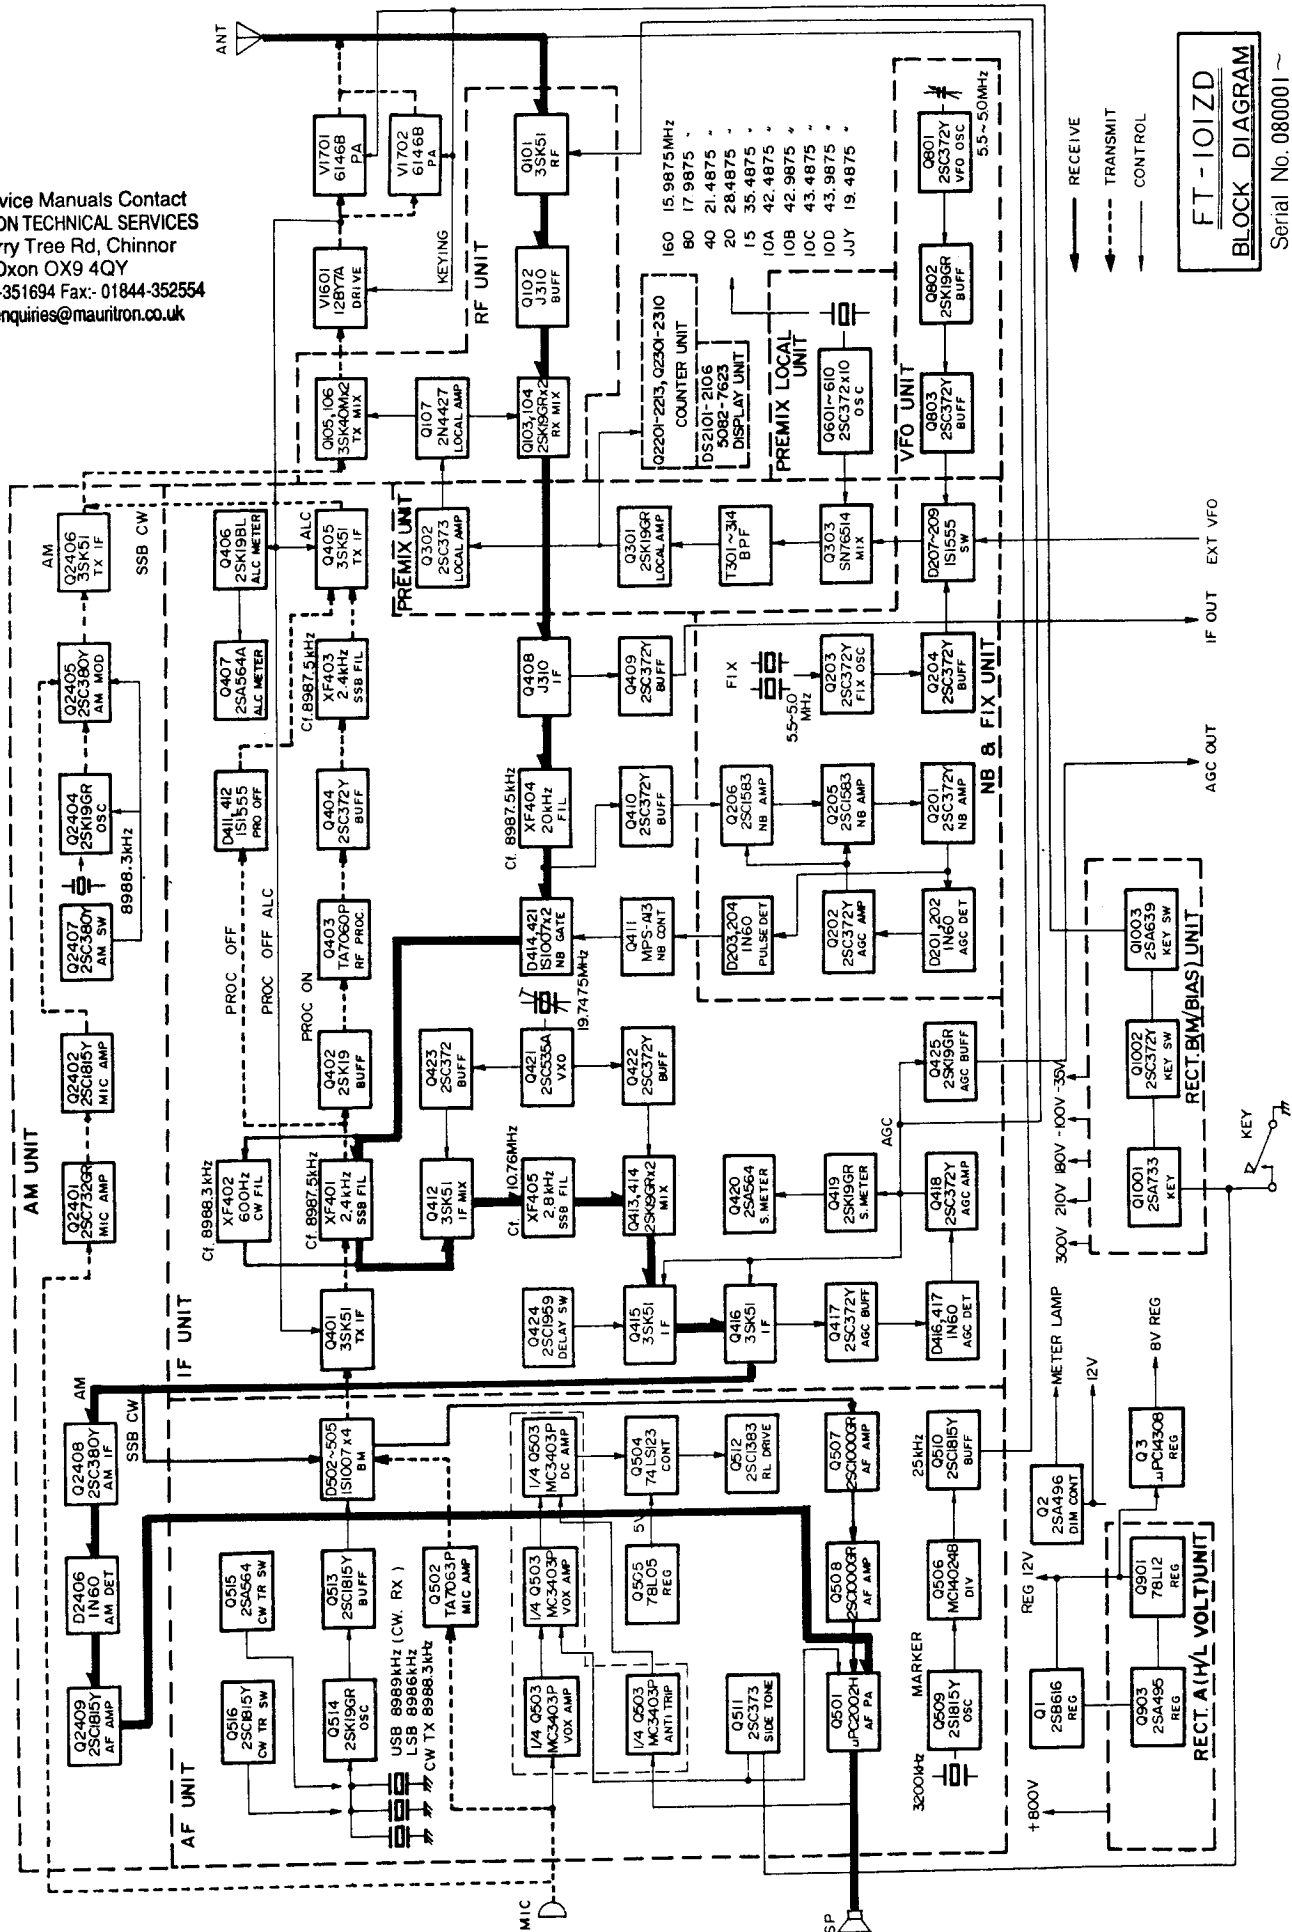 vice Manuals Contact
ON TECHNICAL SERVICES
rry Tree Rd, Chinnor
Oxon OX9 4QY
-351694 Fax:- 01844-352554
nquiries@mauritron.co.uk
FT-101ZD
BLOCK DIAGRAM
Serial No. 080001 ~
RECEIVE
TRANSMIT
CONTROL
ANT
V1701
6146B
PA
V1702
6146B
PA
V1601
12BY7A
DRIVE
KEYING
RF UNIT
Q101
3SK51
RF
Q102
J310
BUFF
Q103,104
2SK19GRx2
RX MIX
Q105,106
3SK40Mx2
TX MIX
Q107
2N4427
LOCAL AMP
160 15.9875MHz
80 17.9875 "
40 21.4875 "
20 28.4875 "
15 35.4875 "
10A 42.4875 "
10B 42.9875 "
10C 43.4875 "
10D 43.9875 "
JJY 19.4875 "
Q2201-2213, Q2301-2310
COUNTER UNIT
DS2101-2106
5082-7623
DISPLAY UNIT
PREMIX LOCAL
UNIT
Q601~610
2SC372x10
OSC
VFO UNIT
Q801
2SC372Y
VFO OSC
5.5~5.0MHz
Q802
2SK19GR
BUFF
Q803
2SC372Y
BUFF
PREMIX UNIT
Q302
2SC373
LOCAL AMP
Q301
2SK19GR
LOCAL AMP
T301~314
BPF
Q303
SN76514
MIX
D207~209
1S1555
SW
EXT VFO
IF OUT
AGC OUT
AM UNIT
AM
SSB CW
Q2406
3SK51
TX IF
Q2405
2SC380Y
AM MOD
Q2404
2SK19GR
OSC
8988.3kHz
Q2407
2SC380Y
AM SW
Q2402
2SC1815Y
MIC AMP
Q2401
2SC732GR
MIC AMP
AM
SSB CW
Q2408
2SC380Y
AM IF
D2406
1N60
AM DET
Q2409
2SC1815Y
AF AMP
IF UNIT
Q406
2SK19BL
ALC METER
ALC
Q405
3SK51
TX IF
Q407
2SA564A
ALC METER
Cf.8987.5kHz
XF403
2.4kHz
SSB FIL
D411,412
1S1555
PRO OFF
Q404
2SC372Y
BUFF
PROC OFF
PROC OFF ALC
PROC ON
Q403
TA7060P
RF PROC.
Q402
2SK19
BUFF
Cf. 8988.3kHz
XF402
600Hz
CW FIL
Cf. 8987.5kHz
XF401
2.4kHz
SSB FIL
Q401
3SK51
TX IF
Q408
J310
IF
Q409
2SC372Y
BUFF
Cf. 8987.5kHz
XF404
20kHz
FIL
Q410
2SC372Y
BUFF
D414,421
1S1007x2
NB GATE
Q411
MPS-A13
NB CONT
19.7475MHz
Q421
2SC535A
VXO
Q423
2SC372
BUFF
Q422
2SC372Y
BUFF
Q412
3SK51
IF MIX
Cf. 10.76MHz
XF405
2.8kHz
SSB FIL
Q413,414
2SK19GRx2
MIX
Q424
2SC1959
DELAY SW
Q415
3SK51
IF
Q416
3SK51
IF
Q417
2SC372Y
AGC BUFF
D416,417
1N60
AGC DET
Q418
2SC372Y
AGC AMP
Q419
2SK19GR
S.METER
Q420
2SA564
S.METER
AGC
Q425
2SK19GR
AGC BUFF
NB & FIX UNIT
FIX
5.5~5.0
MHz
Q203
2SC372Y
FIX OSC
Q204
2SC372Y
BUFF
Q206
2SC1583
NB AMP
Q205
2SC1583
NB AMP
Q201
2SC372Y
NB AMP
D203,204
1N60
PULSE DET
Q202
2SC372Y
AGC AMP
D201,202
1N60
AGC DET
AF UNIT
D502~505
1S1007x4
BM
Q515
2SA564
CW TR SW
Q516
2SC1815Y
CW TR SW
Q513
2SC1815Y
BUFF
Q514
2SK19GR
OSC
USB 8989kHz (CW. RX)
LSB 8986kHz
CW TX 8988.3kHz
Q502
TA7063P
MIC AMP
1/4 Q503
MC3403P
DC AMP
1/4 Q503
MC3403P
VOX AMP
1/4 Q503
MC3403P
VOX AMP
1/4 Q503
MC3403P
ANTI TRIP
Q504
74LS123
CONT
5V
Q505
78L05
REG
Q512
2SC1383
RL DRIVE
Q511
2SC373
SIDE TONE
Q507
2SC1000GR
AF AMP
Q508
2SC1000GR
AF AMP
Q501
μPC2002H
AF PA
25kHz
Q510
2SC1815Y
BUFF
Q506
MC14024B
DIV
MARKER
Q509
2S1815Y
OSC
3200kHz
MIC
SP
RECT.B(M/BIAS)UNIT
Q1003
2SA639
KEY SW
Q1002
2SC372Y
KEY SW
Q1001
2SA733
KEY
300V 210V 180V -100V -35V
KEY
METER LAMP
12V
8V REG
Q2
2SA496
DIM CONT
Q3
μPC14308
REG
REG 12V
Q1
2SB616
REG
Q901
78L12
REG
Q903
2SA495
REG
+800V
RECT. A(H/L VOLT)UNIT